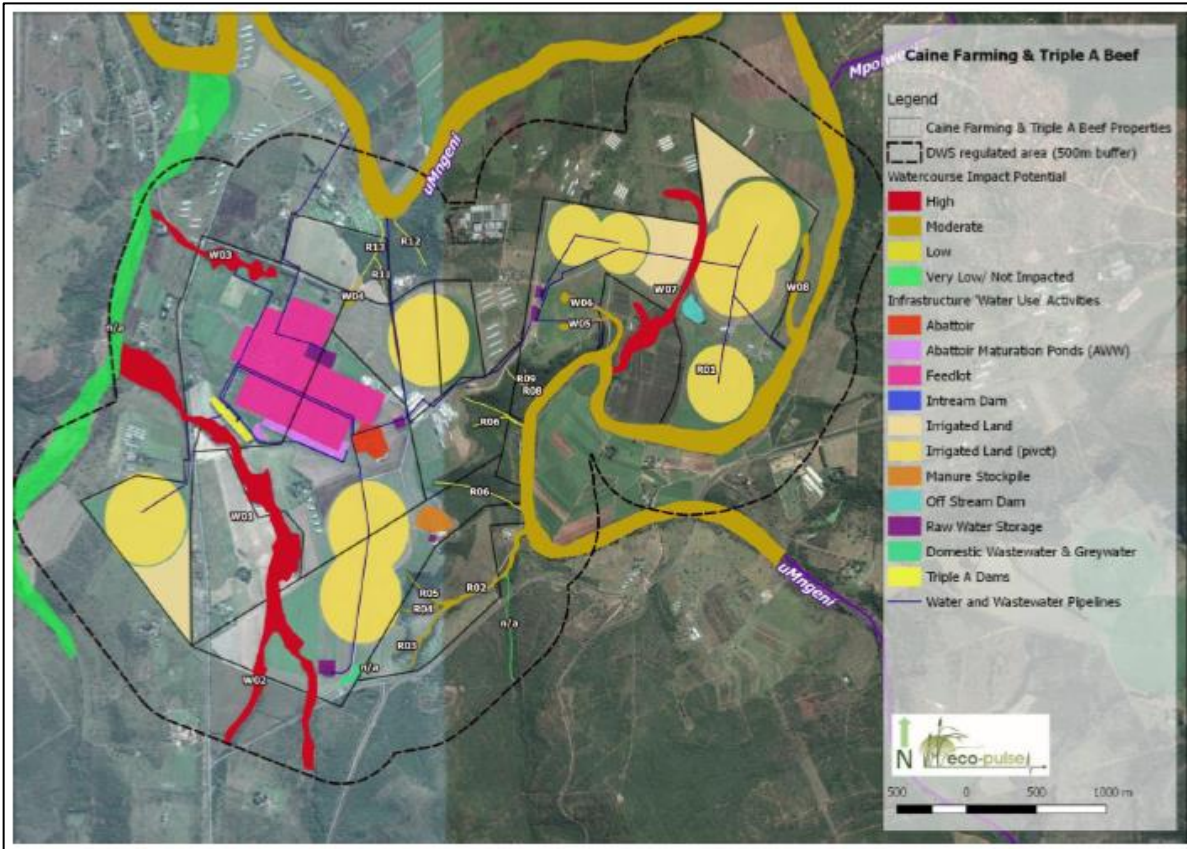 Caine Farming & Triple A Beef
Legend
Caine Farming & Triple A Beef Properties
DWS regulated area (500m buffer)
Watercourse Impact Potential
High
Moderate
Low
Very Low/ Not Impacted
Infrastructure 'Water Use' Activities
Abattoir
Abattoir Maturation Ponds (AWW)
Feedlot
Intream Dam
Irrigated Land
Irrigated Land (pivot)
Manure Stockpile
Off Stream Dam
Raw Water Storage
Domestic Wastewater & Greywater
Triple A Dams
Water and Wastewater Pipelines
N
eco-pulse
500 0 500 1000 m
uMngeni
R13
R12
R11
W04
W03
n/a
W06
W05
W07
W08
R01
R09
R08
R06
R06
W01
R02
R05
R04
R03
n/a
n/a
W02
uMngeni